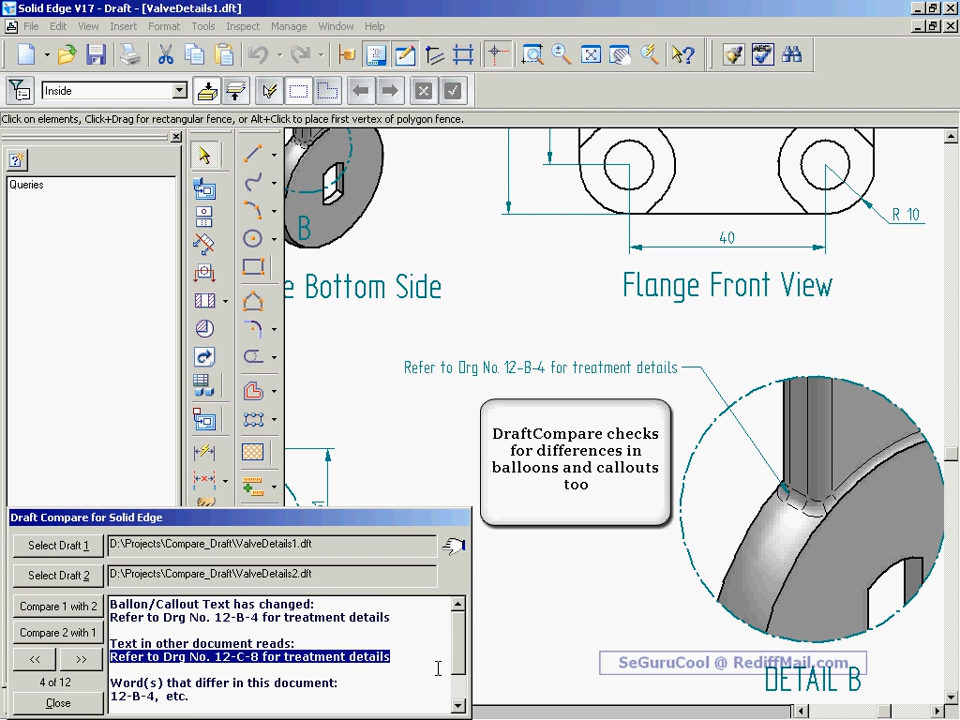 Solid Edge V17 - Draft - [ValveDetails1.dft]
File Edit View Insert Format Tools Inspect Manage Window Help
Inside
Click on elements, Click+Drag for rectangular fence, or Alt+Click to place first vertex of polygon fence.
Queries
B
e Bottom Side
R 10
40
Flange Front View
Refer to Drg No. 12-B-4 for treatment details
DraftCompare checks
for differences in
balloons and callouts
too
SeGuruCool @ RediffMail.com
DETAIL B
Draft Compare for Solid Edge
Select Draft 1
D:\Projects\Compare_Draft\ValveDetails1.dft
Select Draft 2
D:\Projects\Compare_Draft\ValveDetails2.dft
Compare 1 with 2
Compare 2 with 1
<< >>
4 of 12
Close
Ballon/Callout Text has changed:
Refer to Drg No. 12-B-4 for treatment details
Text in other document reads:
Refer to Drg No. 12-C-8 for treatment details
Word(s) that differ in this document:
12-B-4, etc.